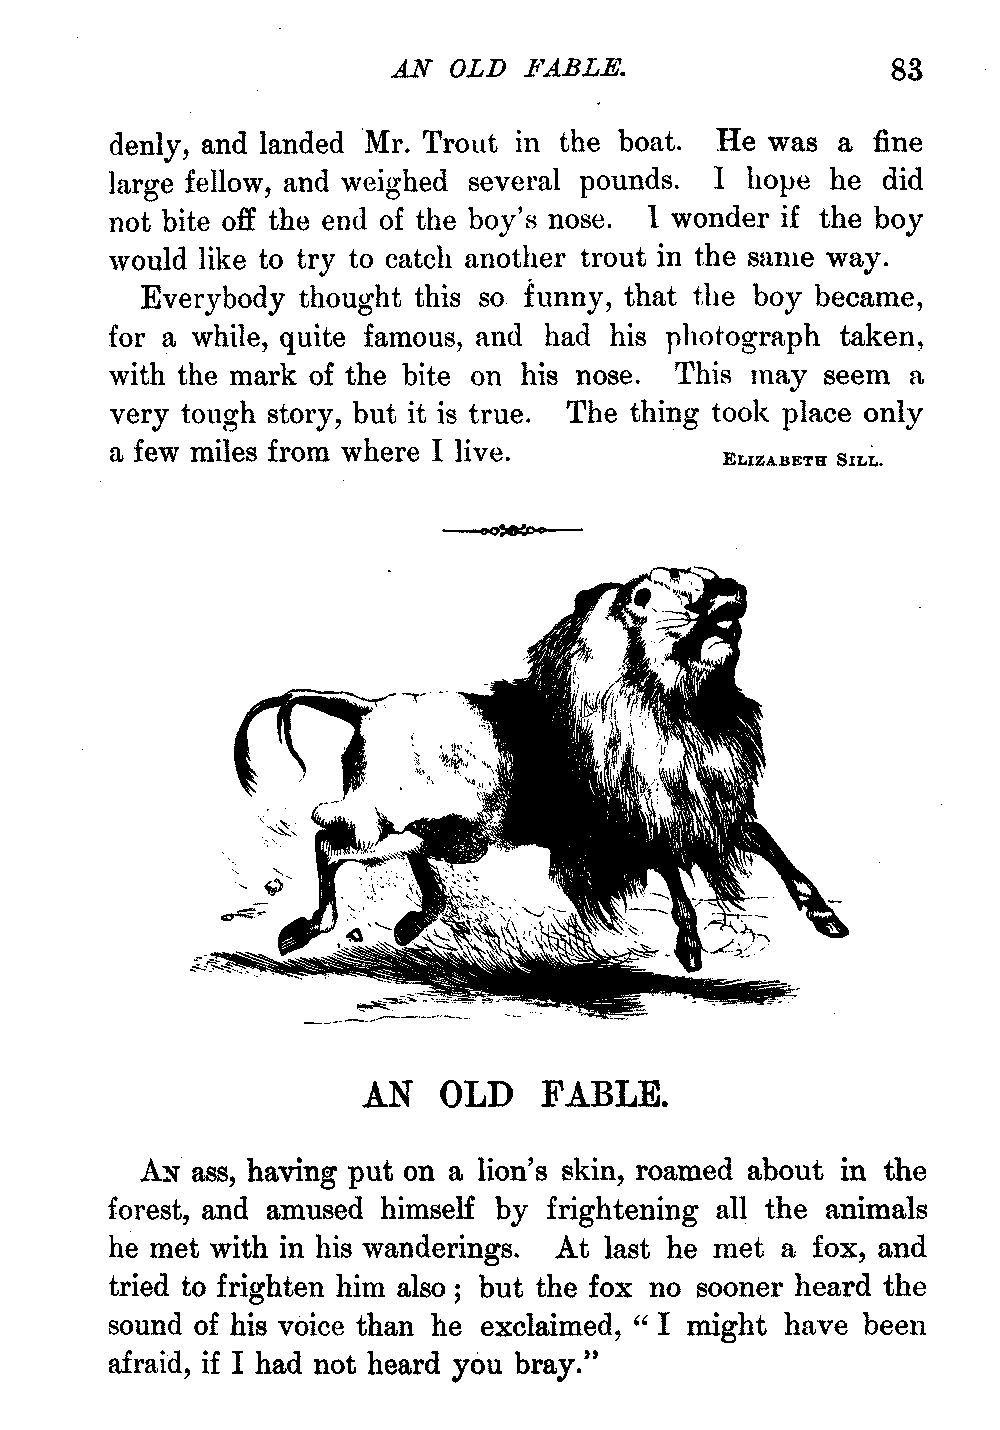 AN OLD FABLE. 83
denly, and landed Mr. Trout in the boat. He was a fine
large fellow, and weighed several pounds. I hope he did
not bite off the end of the boy's nose. I wonder if the boy
would like to try to catch another trout in the same way.
Everybody thought this so funny, that the boy became,
for a while, quite famous, and had his photograph taken,
with the mark of the bite on his nose. This may seem a
very tough story, but it is true. The thing took place only
a few miles from where I live. ELIZABETH SILL.
AN OLD FABLE.
AN ass, having put on a lion's skin, roamed about in the
forest, and amused himself by frightening all the animals
he met with in his wanderings. At last he met a fox, and
tried to frighten him also; but the fox no sooner heard the
sound of his voice than he exclaimed, "I might have been
afraid, if I had not heard you bray."